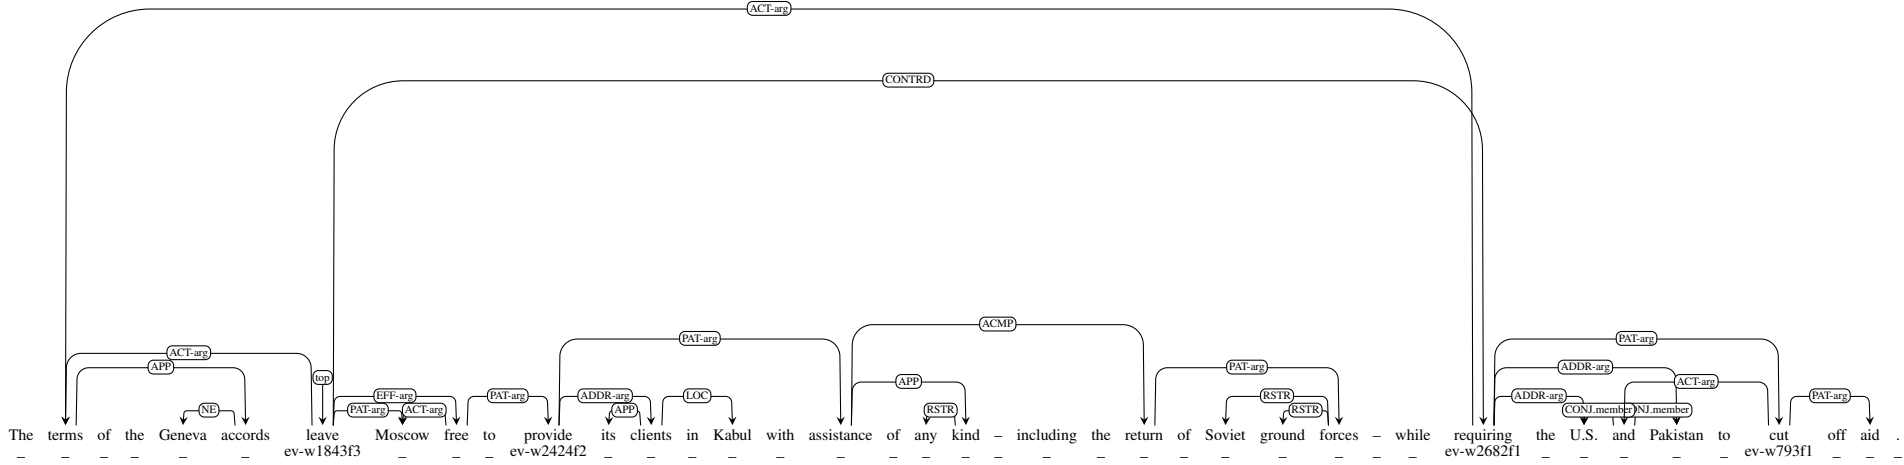 ACT-arg
CONTRD
ACMP
PAT-arg PAT-arg
ACT-arg
APP PAT-arg ADDR-arg
top APP ACT-arg
EFF-arg PAT-arg ADDR-arg LOC RSTR ADDR-arg PAT-arg
NE PAT-arg ACT-arg APP RSTR RSTR CONJ.member NJ.member
The terms of the Geneva accords leave Moscow free to provide its clients in Kabul with assistance of any kind – including the return of Soviet ground forces – while requiring the U.S. and Pakistan to cut off aid .
_ _ _ _ _ _ ev-w1843f3 _ _ _ ev-w2424f2 _ _ _ _ _ _ _ _ _ _ _ _ _ _ _ _ _ _ _ ev-w2682f1 _ _ _ _ _ ev-w793f1 _ _ _